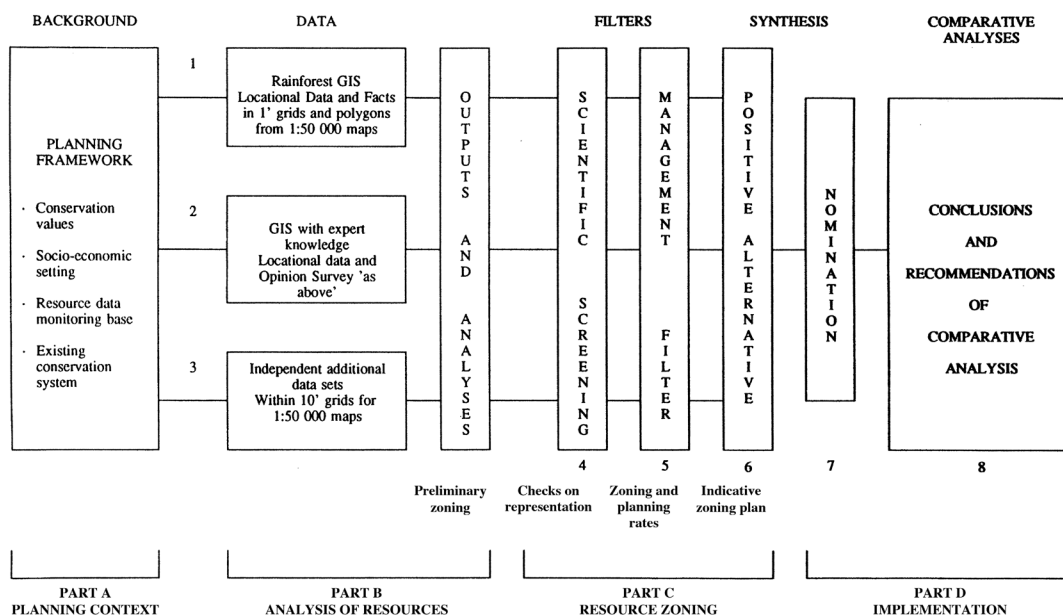 BACKGROUND
DATA
FILTERS
SYNTHESIS
COMPARATIVE
ANALYSES
PLANNING
FRAMEWORK
· Conservation
values
· Socio-economic
setting
· Resource data
monitoring base
· Existing
conservation
system
1
Rainforest GIS
Locational Data and Facts
in 1' grids and polygons
from 1:50 000 maps
2
GIS with expert
knowledge
Locational data and
Opinion Survey 'as
above'
3
Independent additional
data sets
Within 10' grids for
1:50 000 maps
OUTPUTS AND ANALYSES
SCIENTIFIC SCREENING
MANAGEMENT FILTER
POSITIVE ALTERNATIVE
NOMINATION
CONCLUSIONS
AND
RECOMMENDATIONS
OF
COMPARATIVE
ANALYSIS
4
5
6
7
8
Preliminary
zoning
Checks on
representation
Zoning and
planning
rates
Indicative
zoning plan
PART A
PLANNING CONTEXT
PART B
ANALYSIS OF RESOURCES
PART C
RESOURCE ZONING
PART D
IMPLEMENTATION